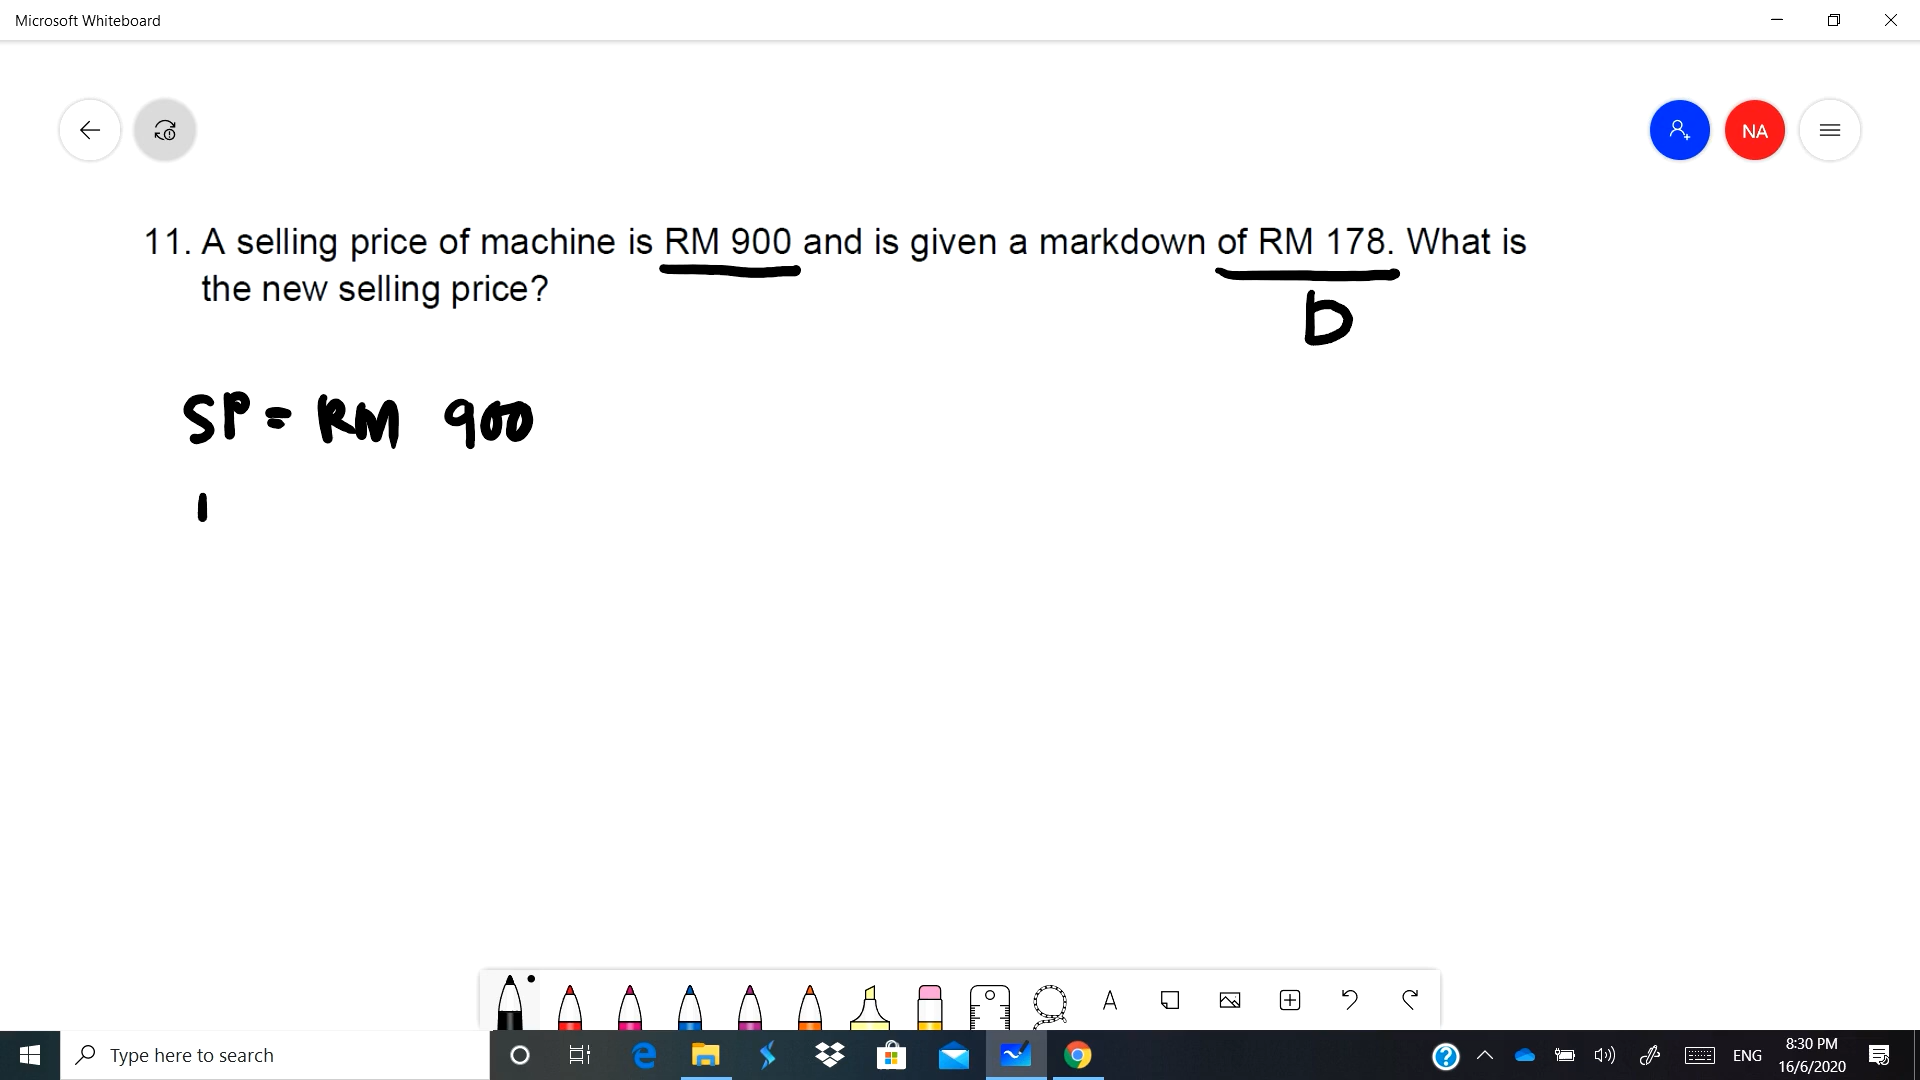 Microsoft Whiteboard
NA
11. A selling price of machine is RM 900 and is given a markdown of RM 178. What is
the new selling price?
D
SP = RM 900
A
Type here to search
ENG
8:30 PM
16/6/2020